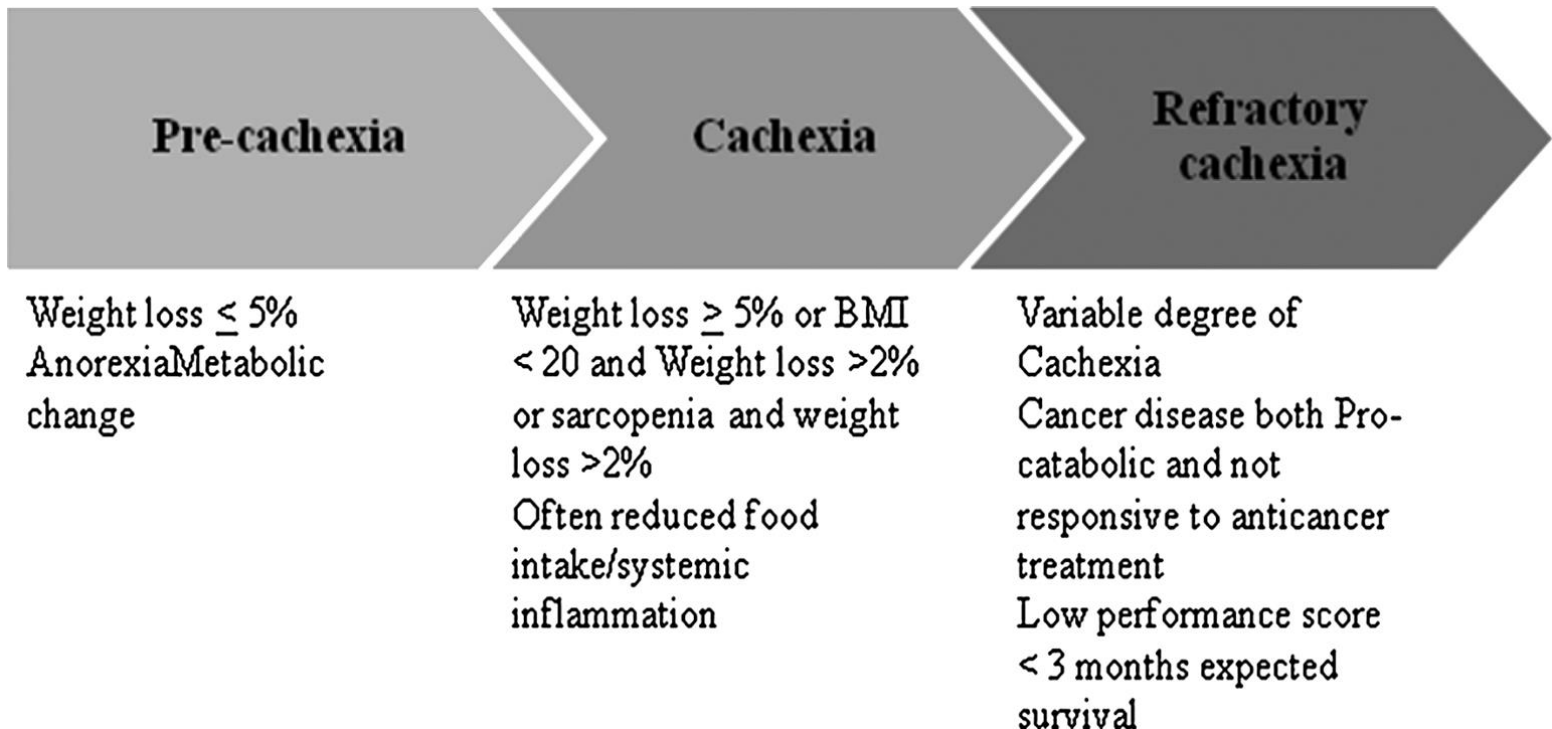 Pre-cachexia
Cachexia
Refractory
cachexia
Weight loss ≤ 5%
AnorexiaMetabolic
change
Weight loss ≥ 5% or BMI
< 20 and Weight loss >2%
or sarcopenia and weight
loss >2%
Often reduced food
intake/systemic
inflammation
Variable degree of
Cachexia
Cancer disease both Pro-
catabolic and not
responsive to anticancer
treatment
Low performance score
< 3 months expected
survival